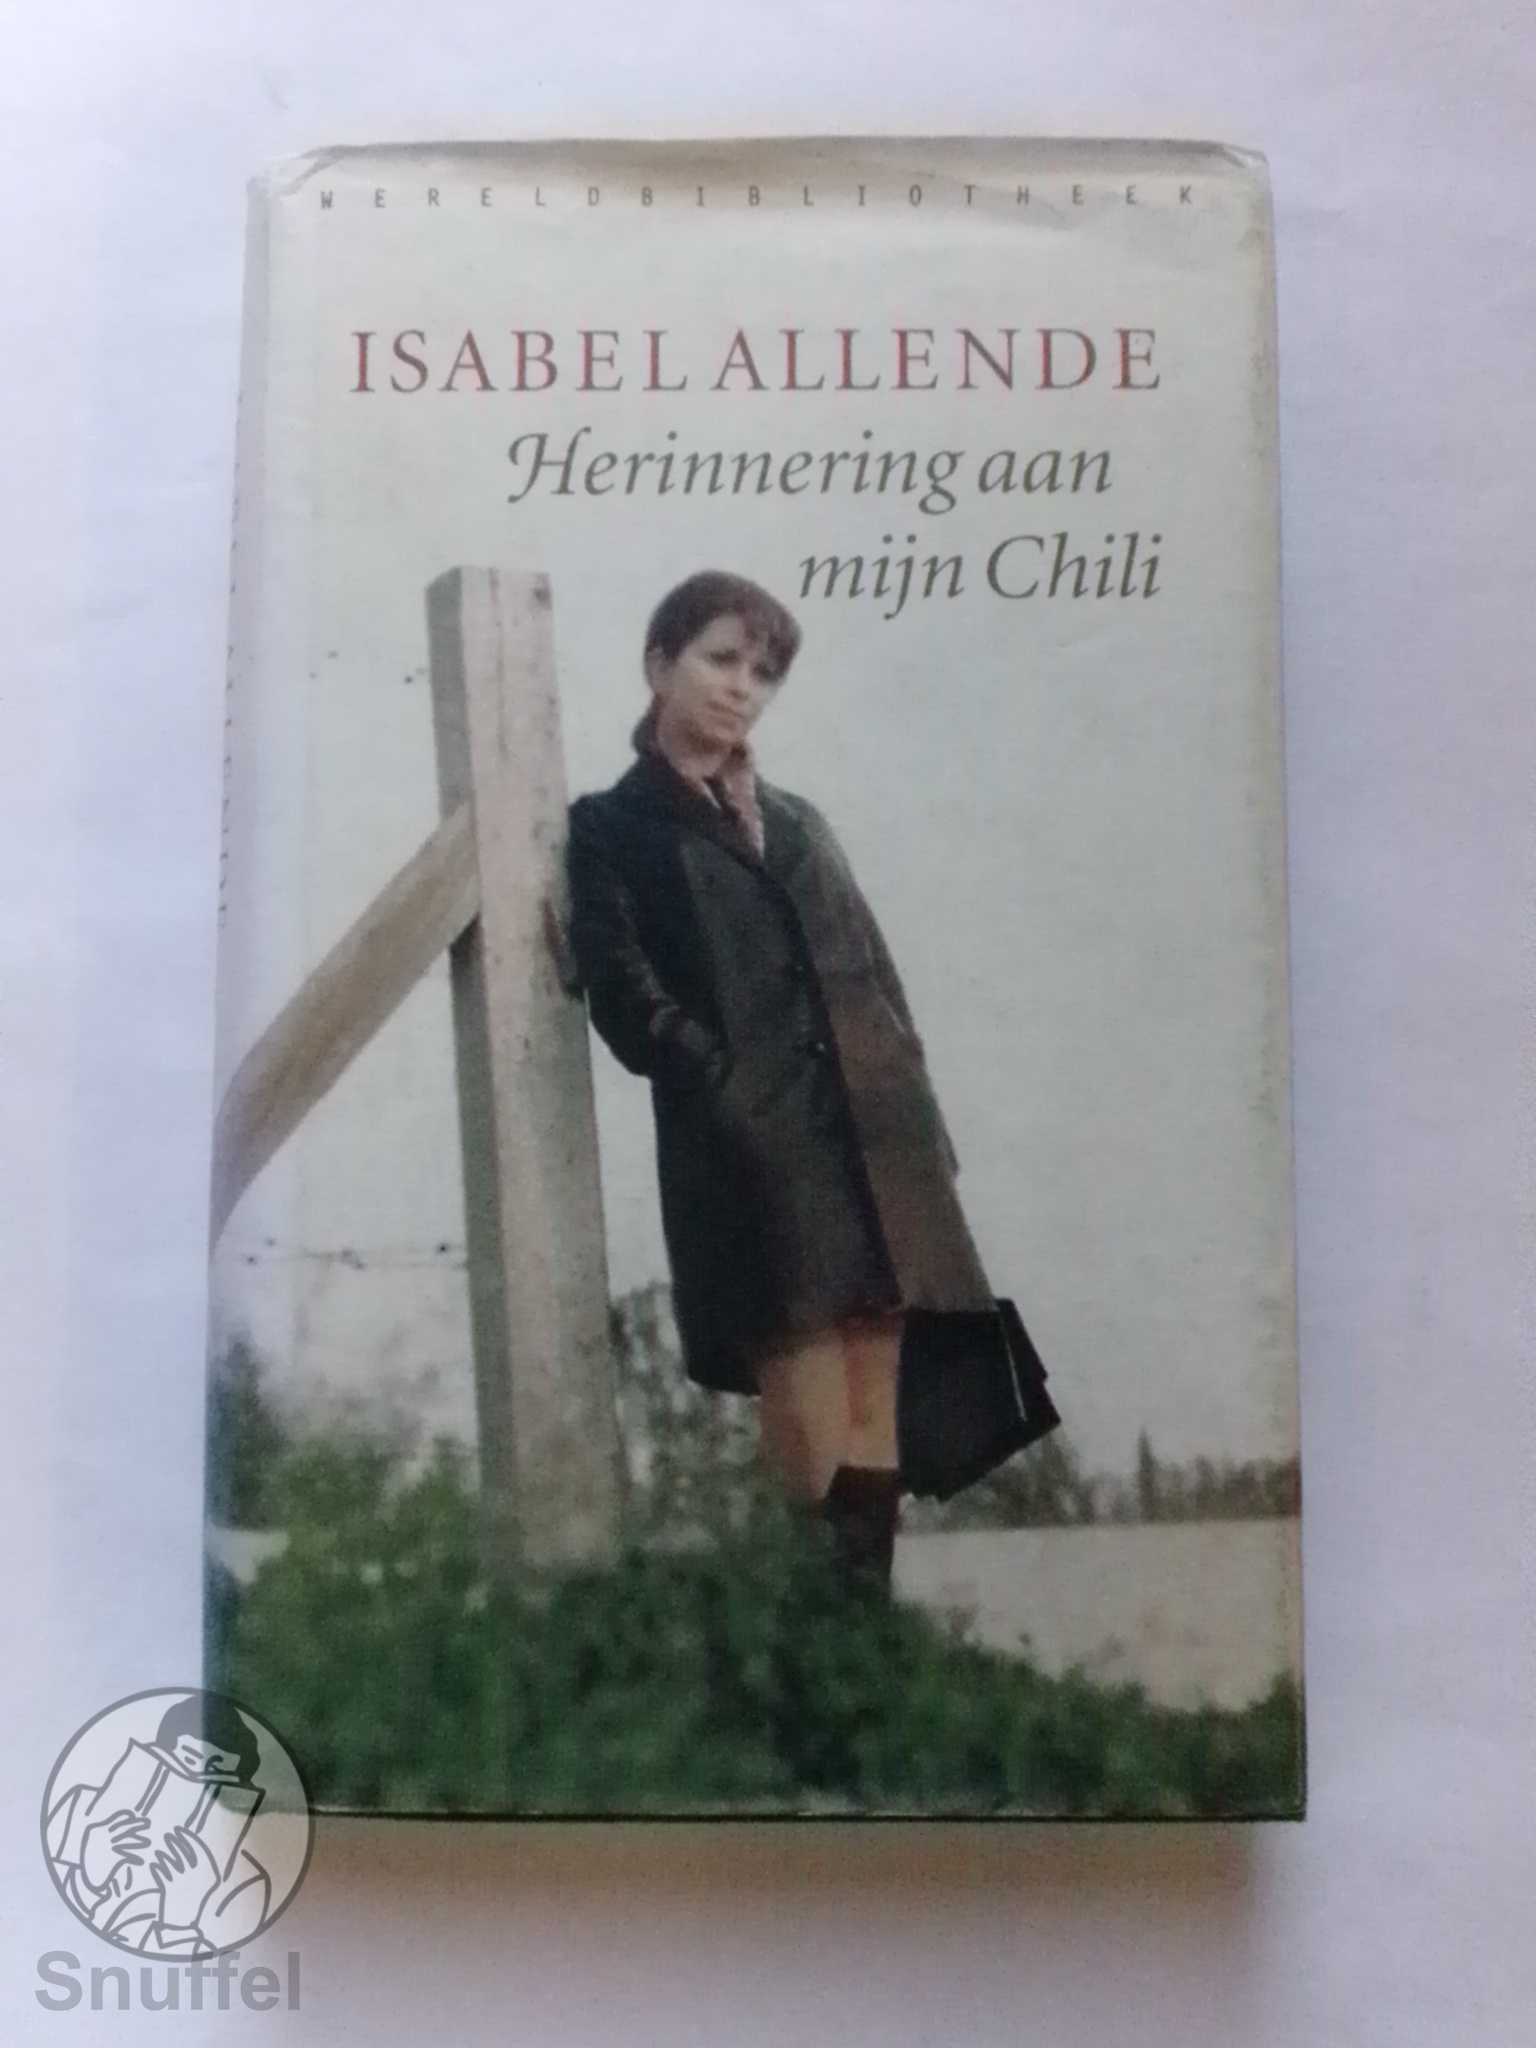 WERELDBIBLIOTHEEK
ISABEL ALLENDE
Herinnering aan
mijn Chili
Snuffel